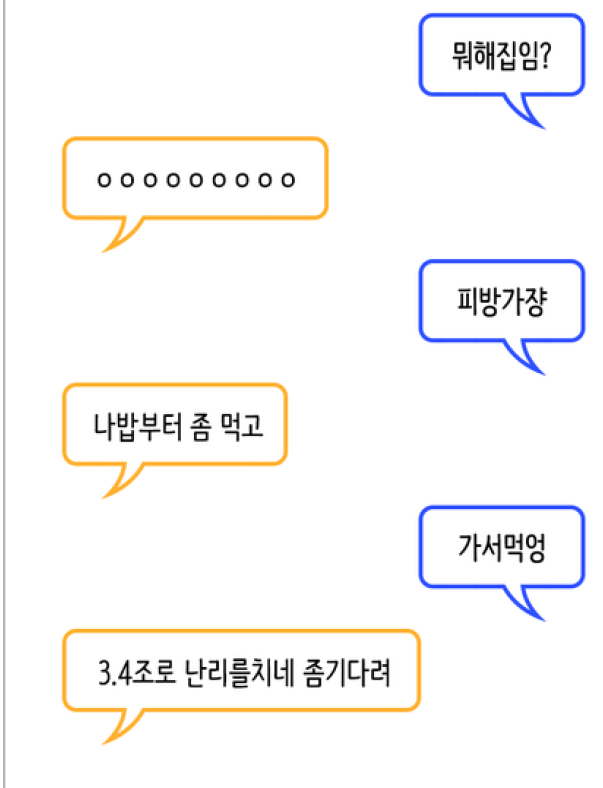 뭐해집임?
ㅇㅇㅇㅇㅇㅇㅇㅇㅇ
피방가쟝
나밥부터 좀 먹고
가서먹엉
3.4조로 난리를치네 좀기다려